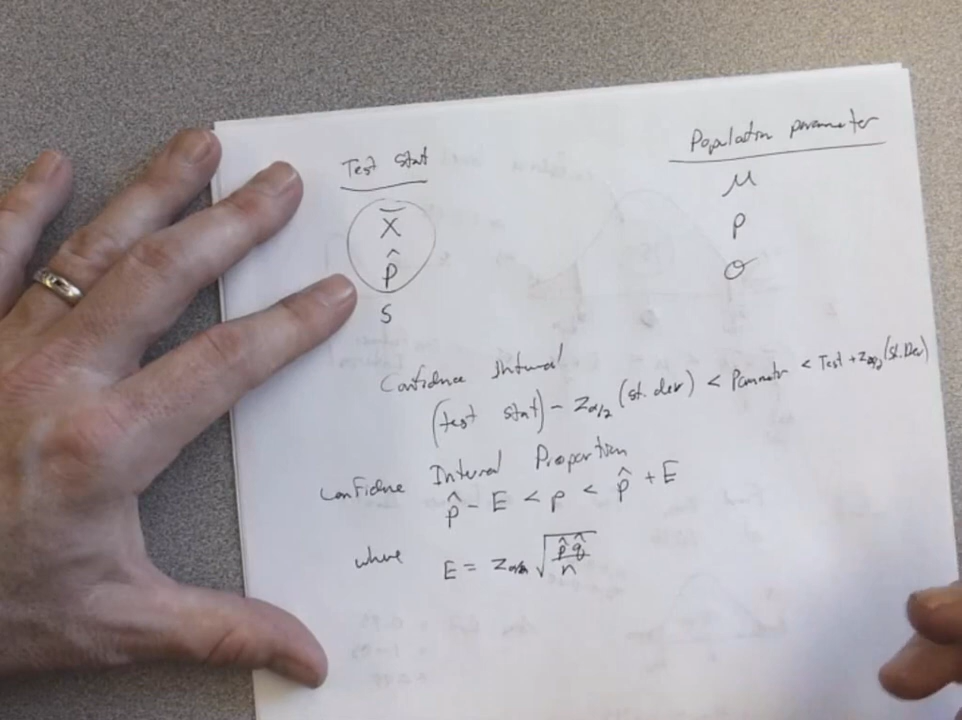 Test Stat
Population parameter
x̄
μ
p̂
p
s
σ
Confidence Interval
(test stat) - z_α/2 (st. dev) < Parameter < Test + z_α/2 (St. Dev)
Confidence Interval Proportion
p̂ - E < p < p̂ + E
where
E = z_α/2 √(p̂q̂/n)